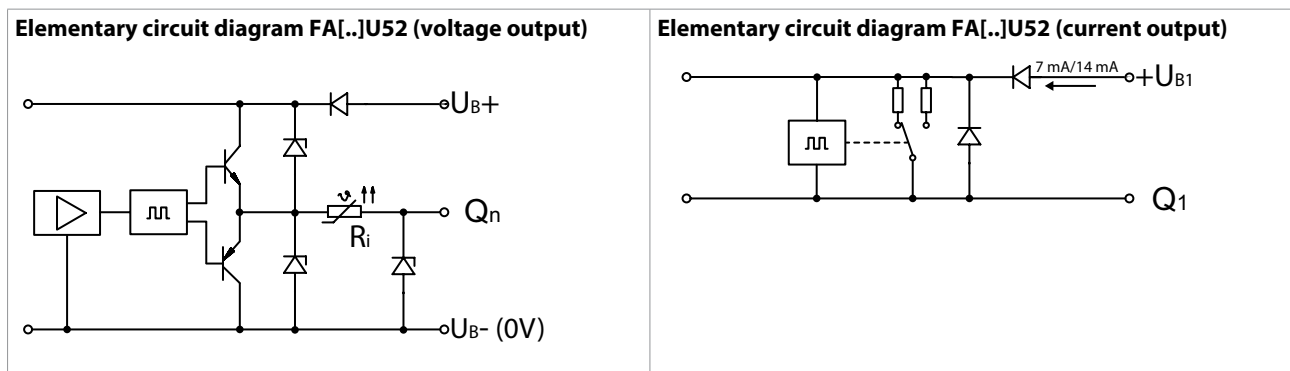 Elementary circuit diagram FA[..]U52 (voltage output)
UB+
Qn
Ri
UB- (0V)
Elementary circuit diagram FA[..]U52 (current output)
7 mA/14 mA
+UB1
Q1